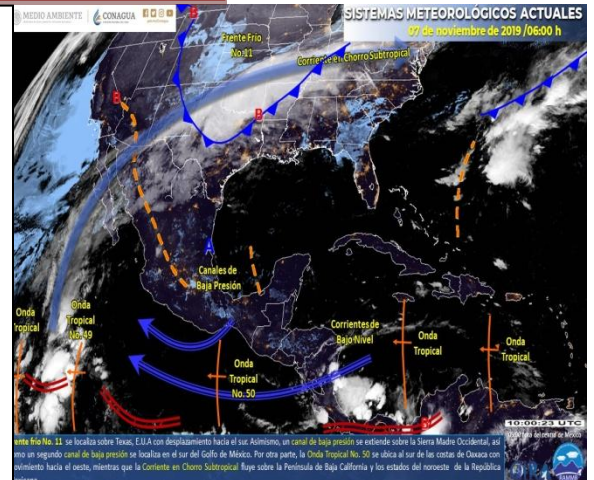 MEDIO AMBIENTE
CONAGUA
SISTEMAS METEOROLÓGICOS ACTUALES
07 de noviembre de 2019 /06:00 h
B
Frente Frío
No. 11
Corriente en Chorro Subtropical
B
B
A
Canales de
Baja Presión
Onda
Tropical
Onda
Tropical
No. 49
Corrientes de
Bajo Nivel
Onda
Tropical
No. 50
Onda
Tropical
Onda
Tropical
B
10:00:23 UTC
ente frío No. 11 se localiza sobre Texas, E.U.A con desplazamiento hacia el sur. Asimismo, un canal de baja presión se extiende sobre la Sierra Madre Occidental, así
mo un segundo canal de baja presión se localiza en el sur del Golfo de México. Por otra parte, la Onda Tropical No. 50 se ubica al sur de las costas de Oaxaca con
ovimiento hacia el oeste, mientras que la Corriente en Chorro Subtropical fluye sobre la Península de Baja California y los estados del noroeste de la República